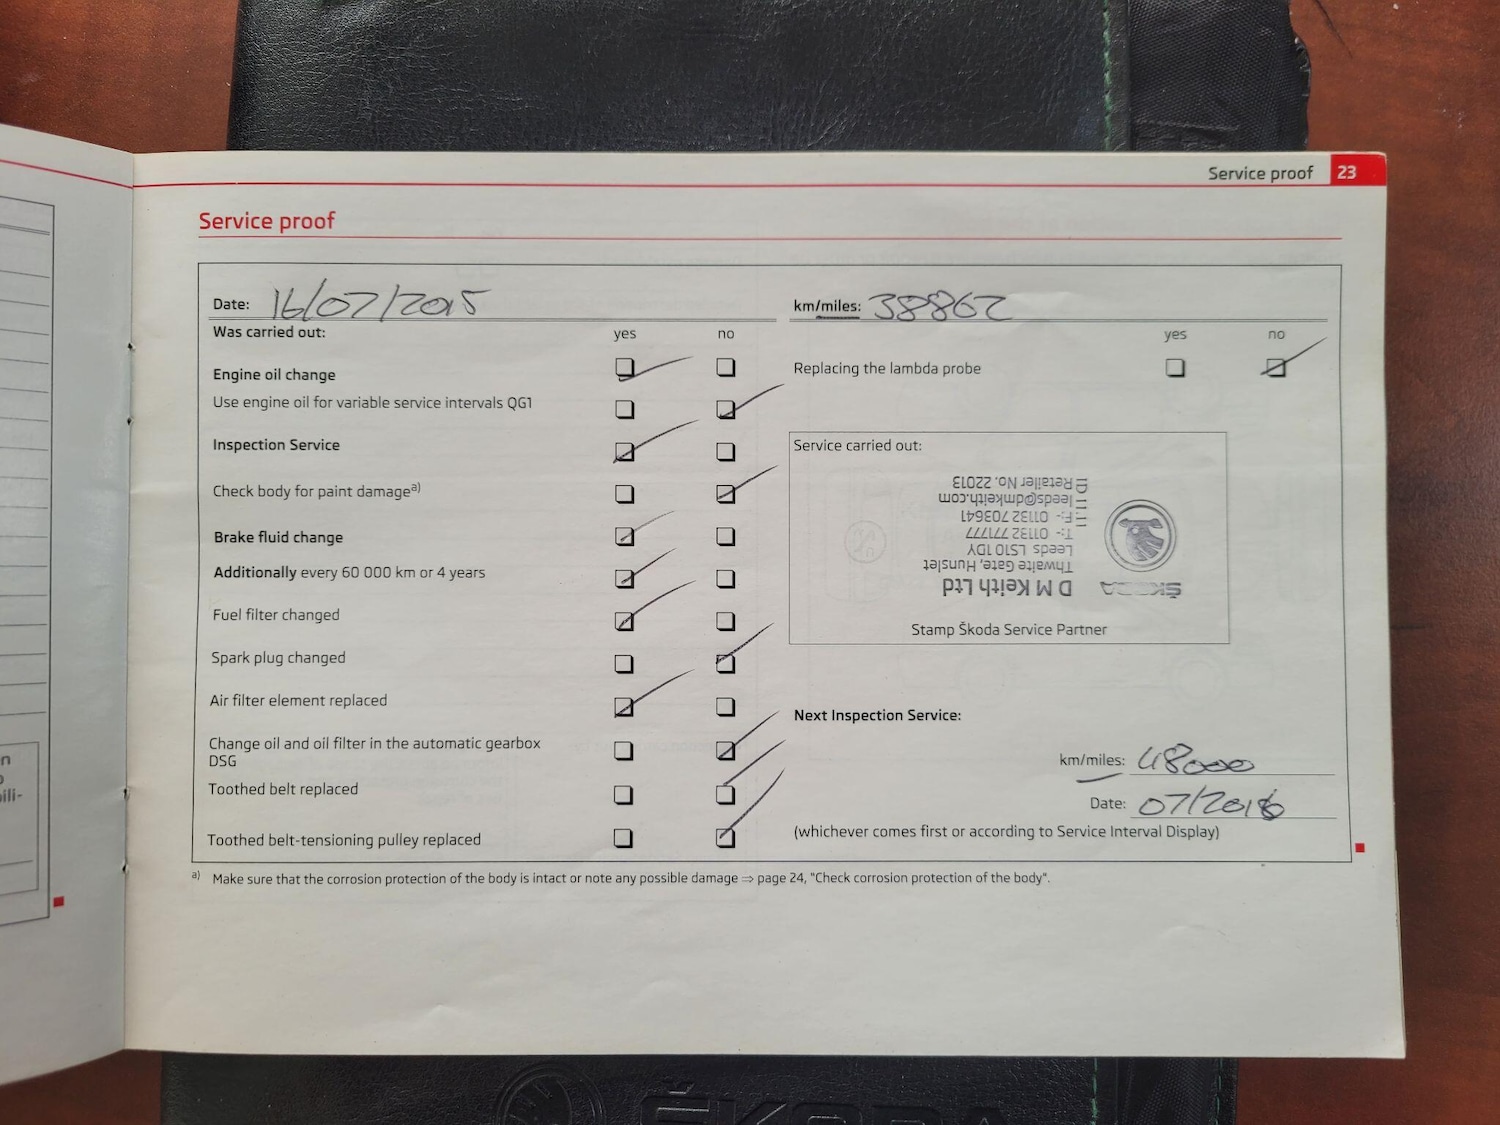 Service proof 23
Service proof
Date: 16/07/2015
km/miles: 38862
Was carried out: yes no
yes no
Engine oil change
Replacing the lambda probe
Use engine oil for variable service intervals QG1
Inspection Service
Check body for paint damagea)
Brake fluid change
Additionally every 60 000 km or 4 years
Fuel filter changed
Spark plug changed
Air filter element replaced
Change oil and oil filter in the automatic gearbox
DSG
Toothed belt replaced
Toothed belt-tensioning pulley replaced
Service carried out:
ŠKODA
D M Keith Ltd
Thwaite Gate, Hunslet
Leeds LS10 1DY
T:- 01132 771777
F:- 01132 703641
leeds@dmkeith.com
Retailer No. 22013
Stamp Škoda Service Partner
Next Inspection Service:
km/miles: 48000
Date: 07/2016
(whichever comes first or according to Service Interval Display)
a) Make sure that the corrosion protection of the body is intact or note any possible damage ⇒ page 24, "Check corrosion protection of the body".
n
ili-
ŠKODA